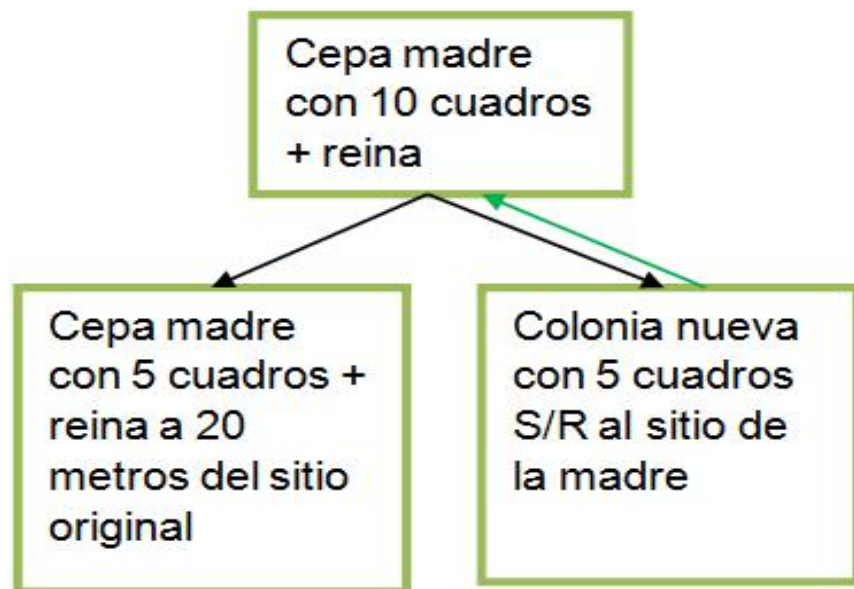 Cepa madre
con 10 cuadros
+ reina
Cepa madre
con 5 cuadros +
reina a 20
metros del sitio
original
Colonia nueva
con 5 cuadros
S/R al sitio de
la madre